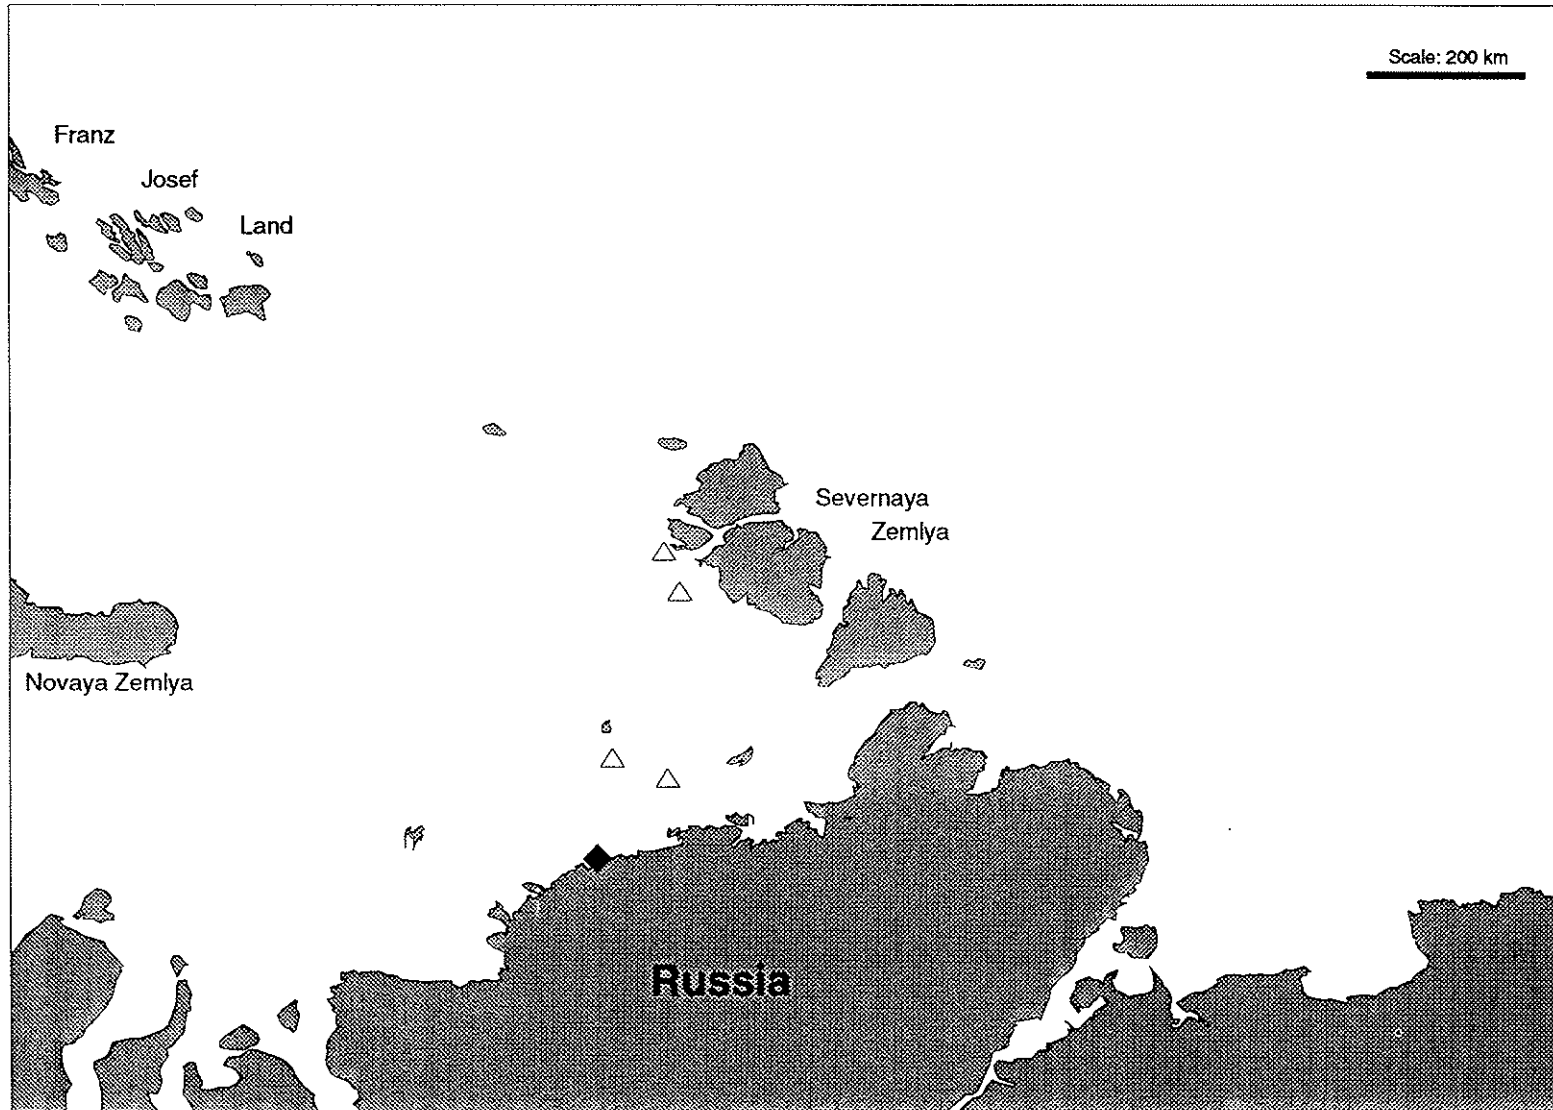 Scale: 200 km
Franz
Josef
Land
Severnaya
Zemlya
Novaya Zemlya
Russia